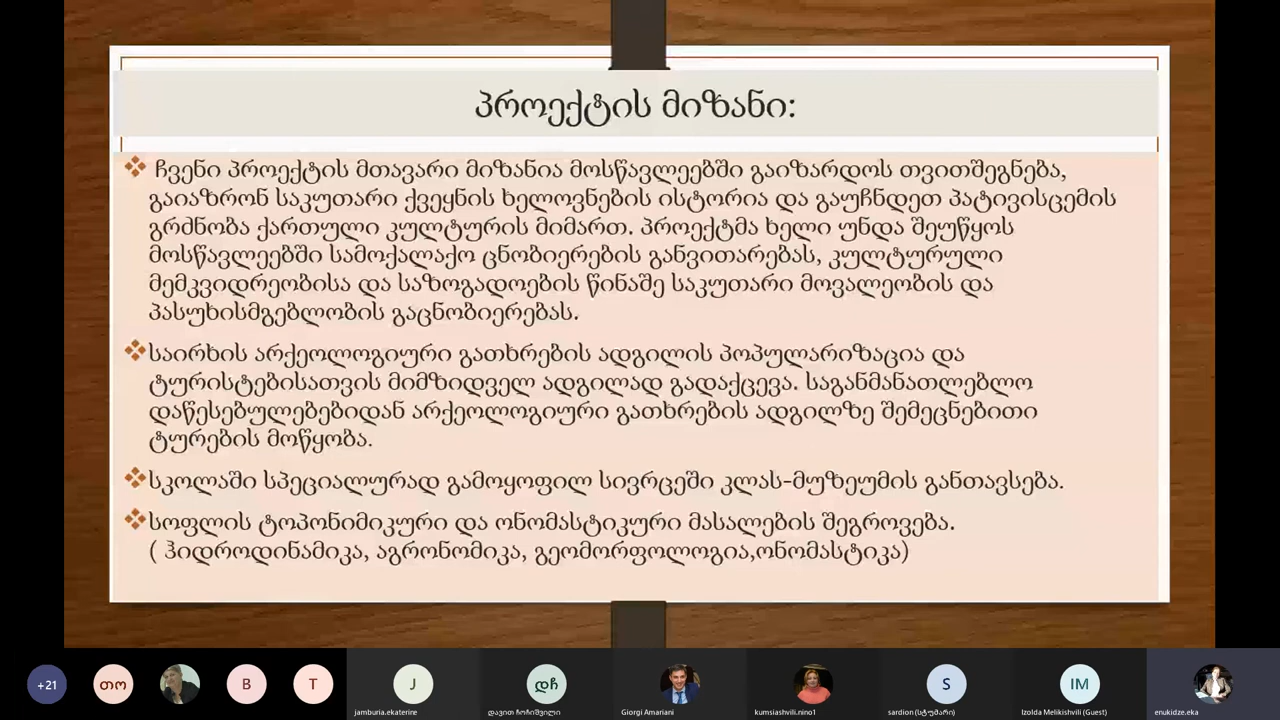 პროექტის მიზანი:
ჩვენი პროექტის მთავარი მიზანია მოსწავლეებში გაიზარდოს თვითშეგნება,
გაიაზრონ საკუთარი ქვეყნის ხელოვნების ისტორია და გაუჩნდეთ პატივისცემის
გრძნობა ქართული კულტურის მიმართ. პროექტმა ხელი უნდა შეუწყოს
მოსწავლეებში სამოქალაქო ცნობიერების განვითარებას, კულტურული
მემკვიდრეობისა და საზოგადოების წინაშე საკუთარი მოვალეობის და
პასუხისმგებლობის გაცნობიერებას.
საირხის არქეოლოგიური გათხრების ადგილის პოპულარიზაცია და
ტურისტებისათვის მიმზიდველ ადგილად გადაქცევა. საგანმანათლებლო
დაწესებულებებიდან არქეოლოგიური გათხრების ადგილზე შემეცნებითი
ტურების მოწყობა.
სკოლაში სპეციალურად გამოყოფილ სივრცეში კლას-მუზეუმის განთავსება.
სოფლის ტოპონიმიკური და ონომასტიკური მასალების შეგროვება.
( ჰიდროდინამიკა, აგრონომიკა, გეომორფოლოგია,ონომასტიკა)
+21 თო B T J დჩ S IM
jamburia.ekaterine დავით ჩოჩიშვილი Giorgi Amariani kumsiashvili.nino1 sardion (სტუმარი) Izolda Melikishvili (Guest) enukidze.eka